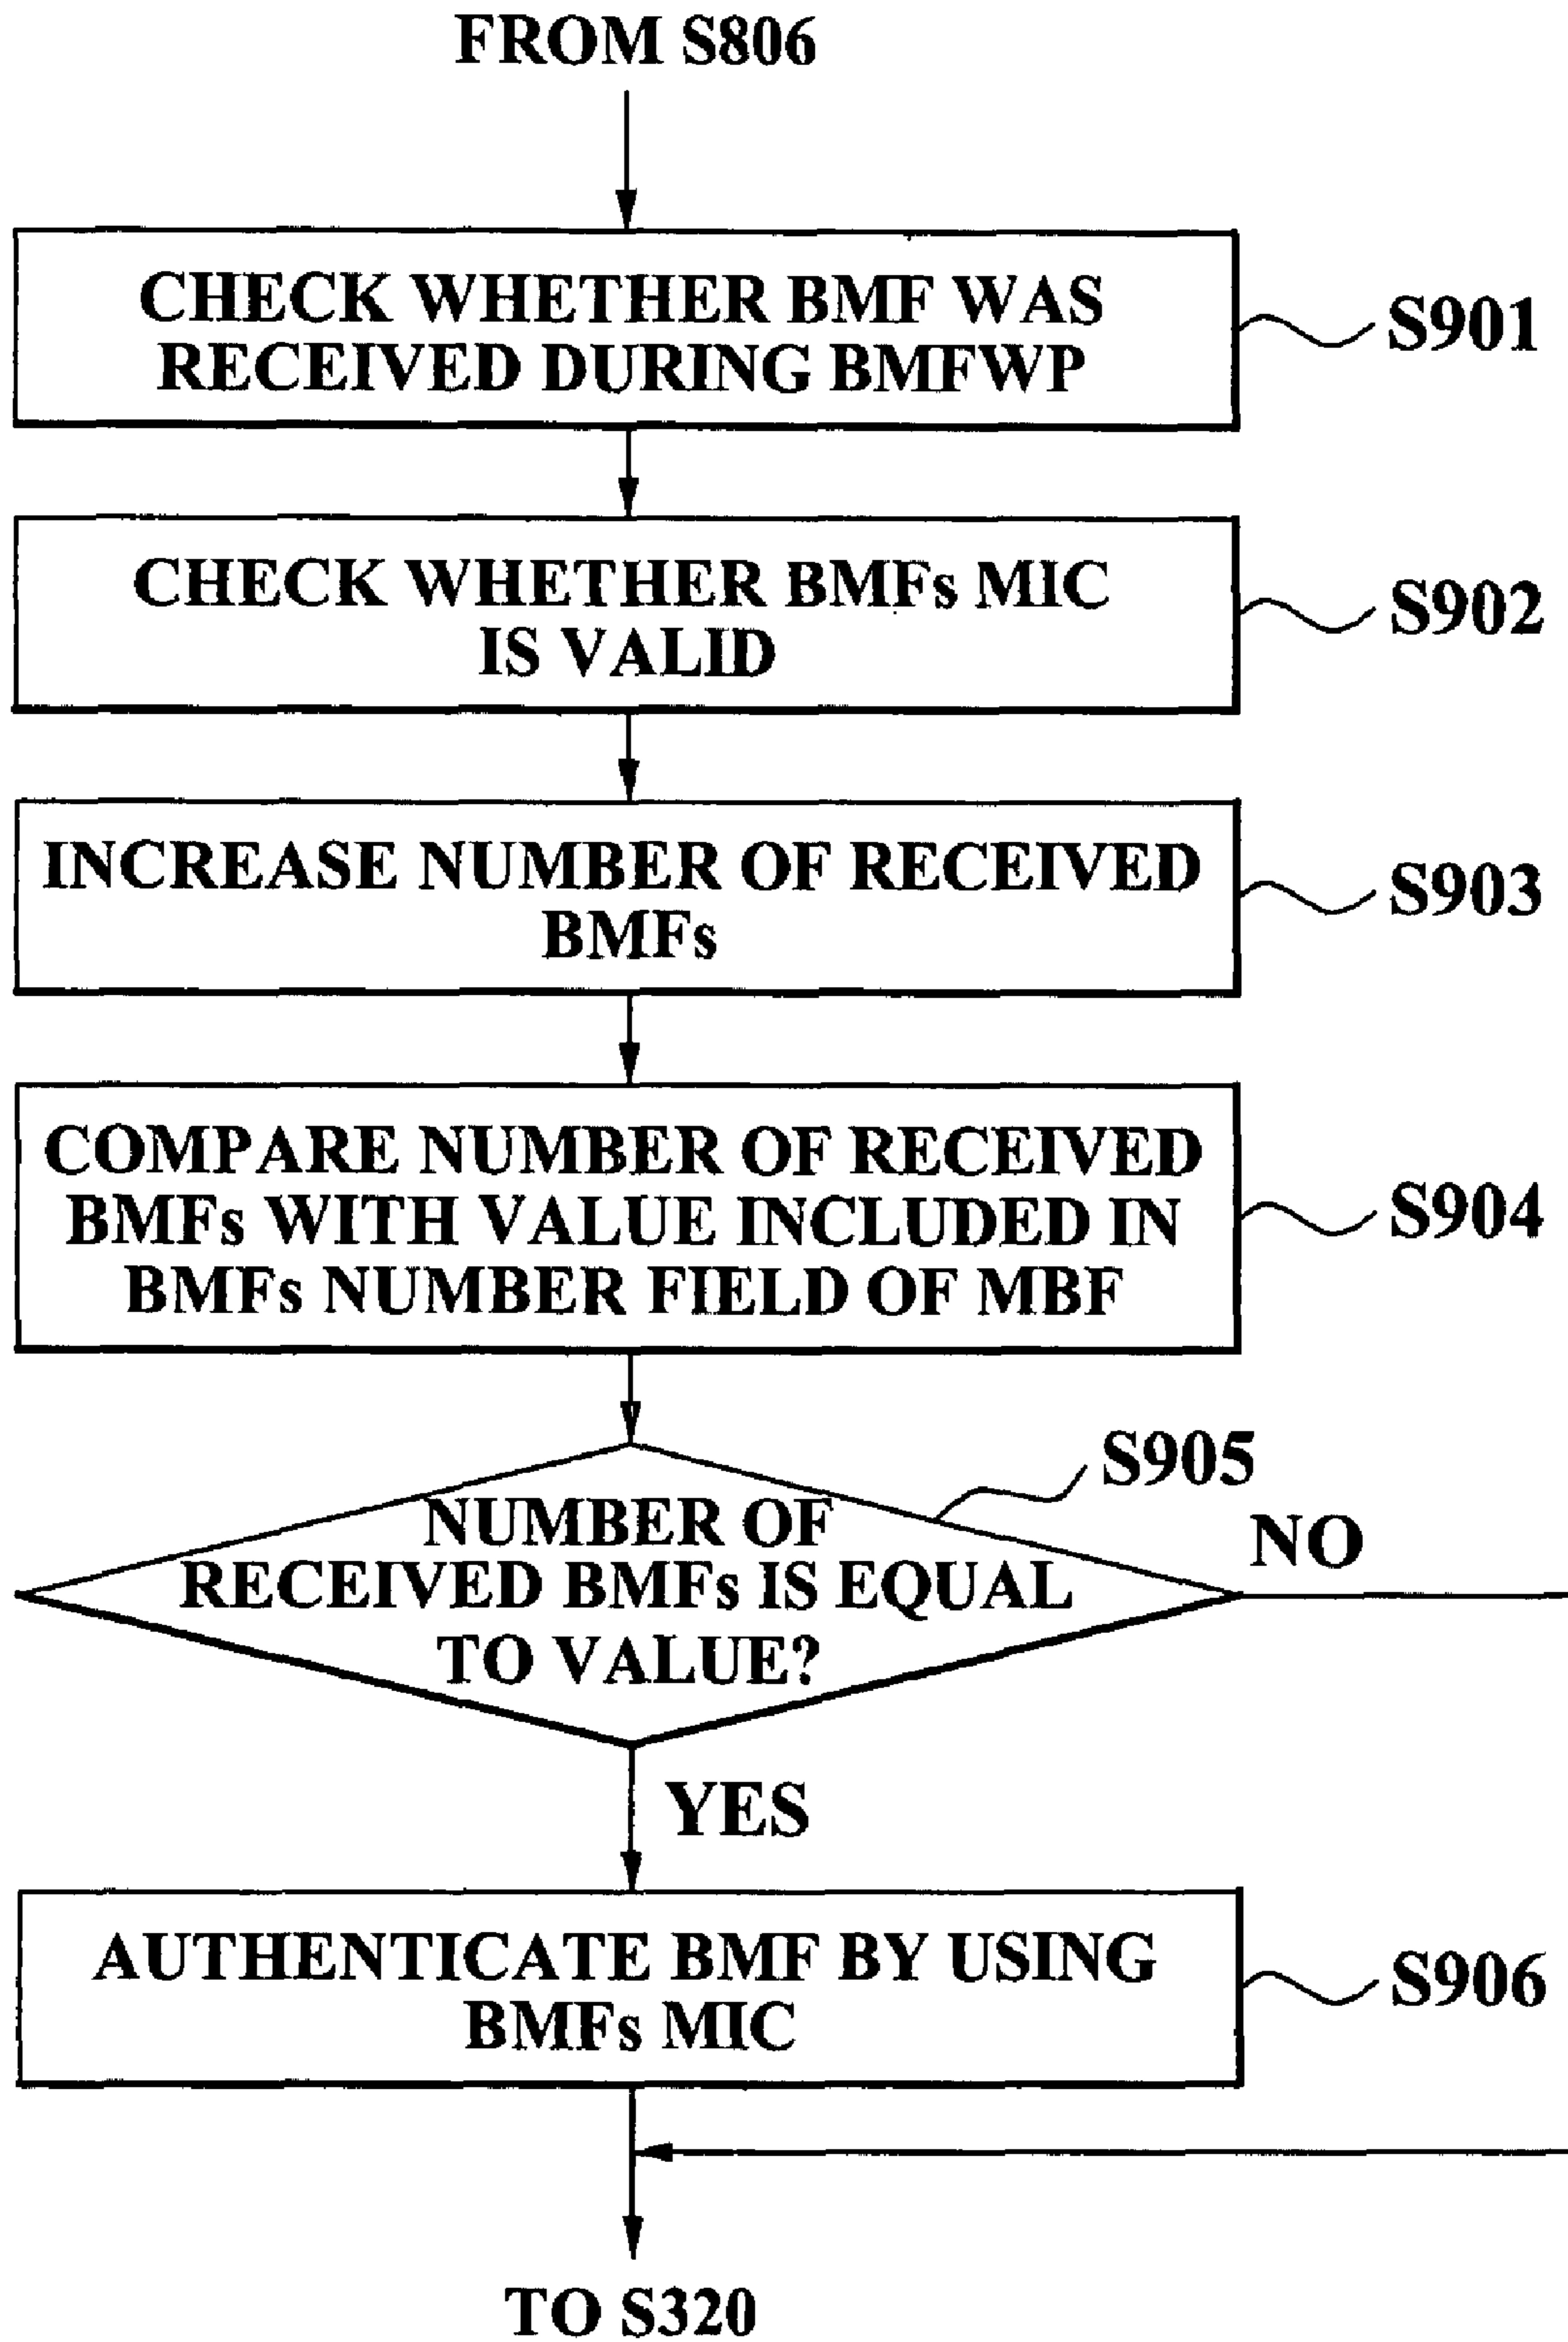 FROM S806
CHECK WHETHER BMF WAS
RECEIVED DURING BMFWP
S901
CHECK WHETHER BMFs MIC
IS VALID
S902
INCREASE NUMBER OF RECEIVED
BMFs
S903
COMPARE NUMBER OF RECEIVED
BMFs WITH VALUE INCLUDED IN
BMFs NUMBER FIELD OF MBF
S904
S905
NUMBER OF
RECEIVED BMFs IS EQUAL
TO VALUE?
NO
YES
AUTHENTICATE BMF BY USING
BMFs MIC
S906
TO S320